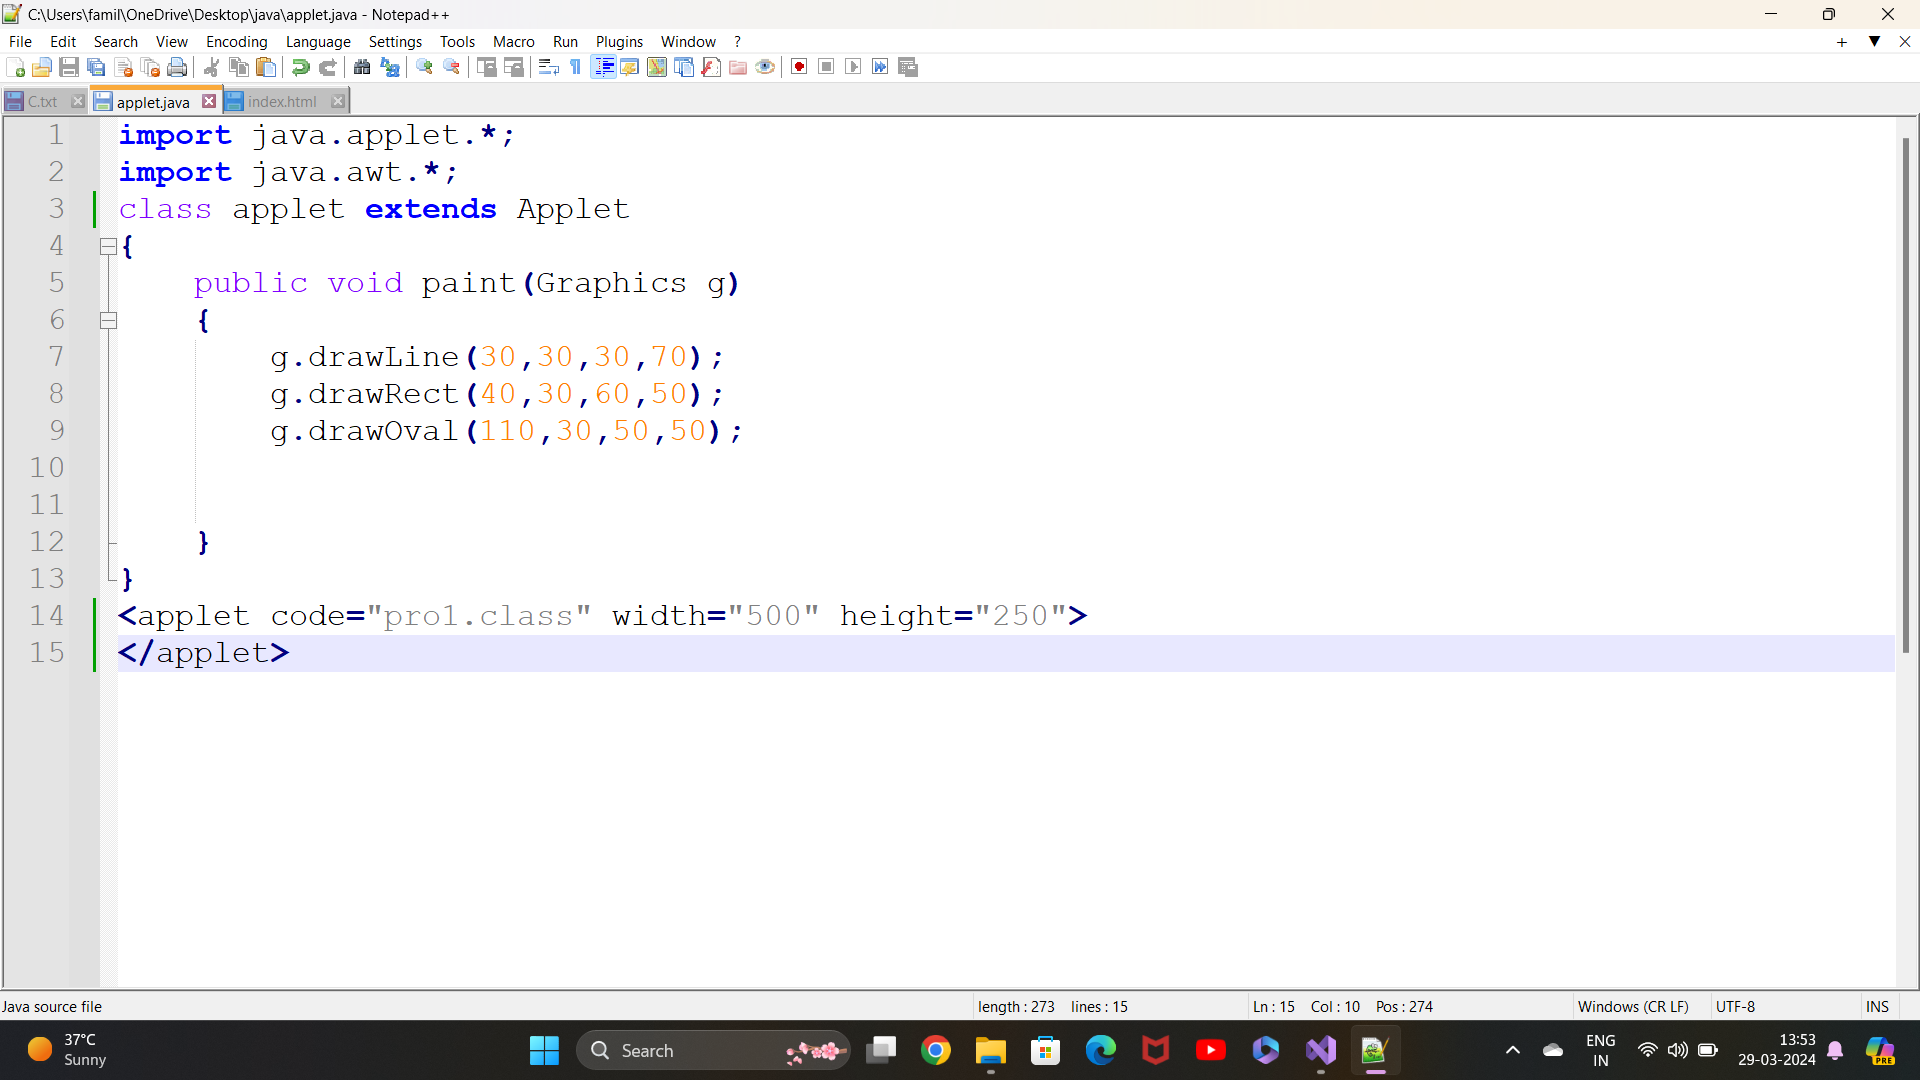 C:\Users\famil\OneDrive\Desktop\java\applet.java - Notepad++
File Edit Search View Encoding Language Settings Tools Macro Run Plugins Window ?
C.txt applet.java index.html
1 import java.applet.*;
2 import java.awt.*;
3 class applet extends Applet
4 {
5 public void paint(Graphics g)
6 {
7 g.drawLine(30,30,30,70);
8 g.drawRect(40,30,60,50);
9 g.drawOval(110,30,50,50);
10
11
12 }
13 }
14 <applet code="pro1.class" width="500" height="250">
15 </applet>
Java source file length : 273 lines : 15 Ln : 15 Col : 10 Pos : 274 Windows (CR LF) UTF-8 INS
37°C
Sunny
Search
PRE
ENG
IN
13:53
29-03-2024